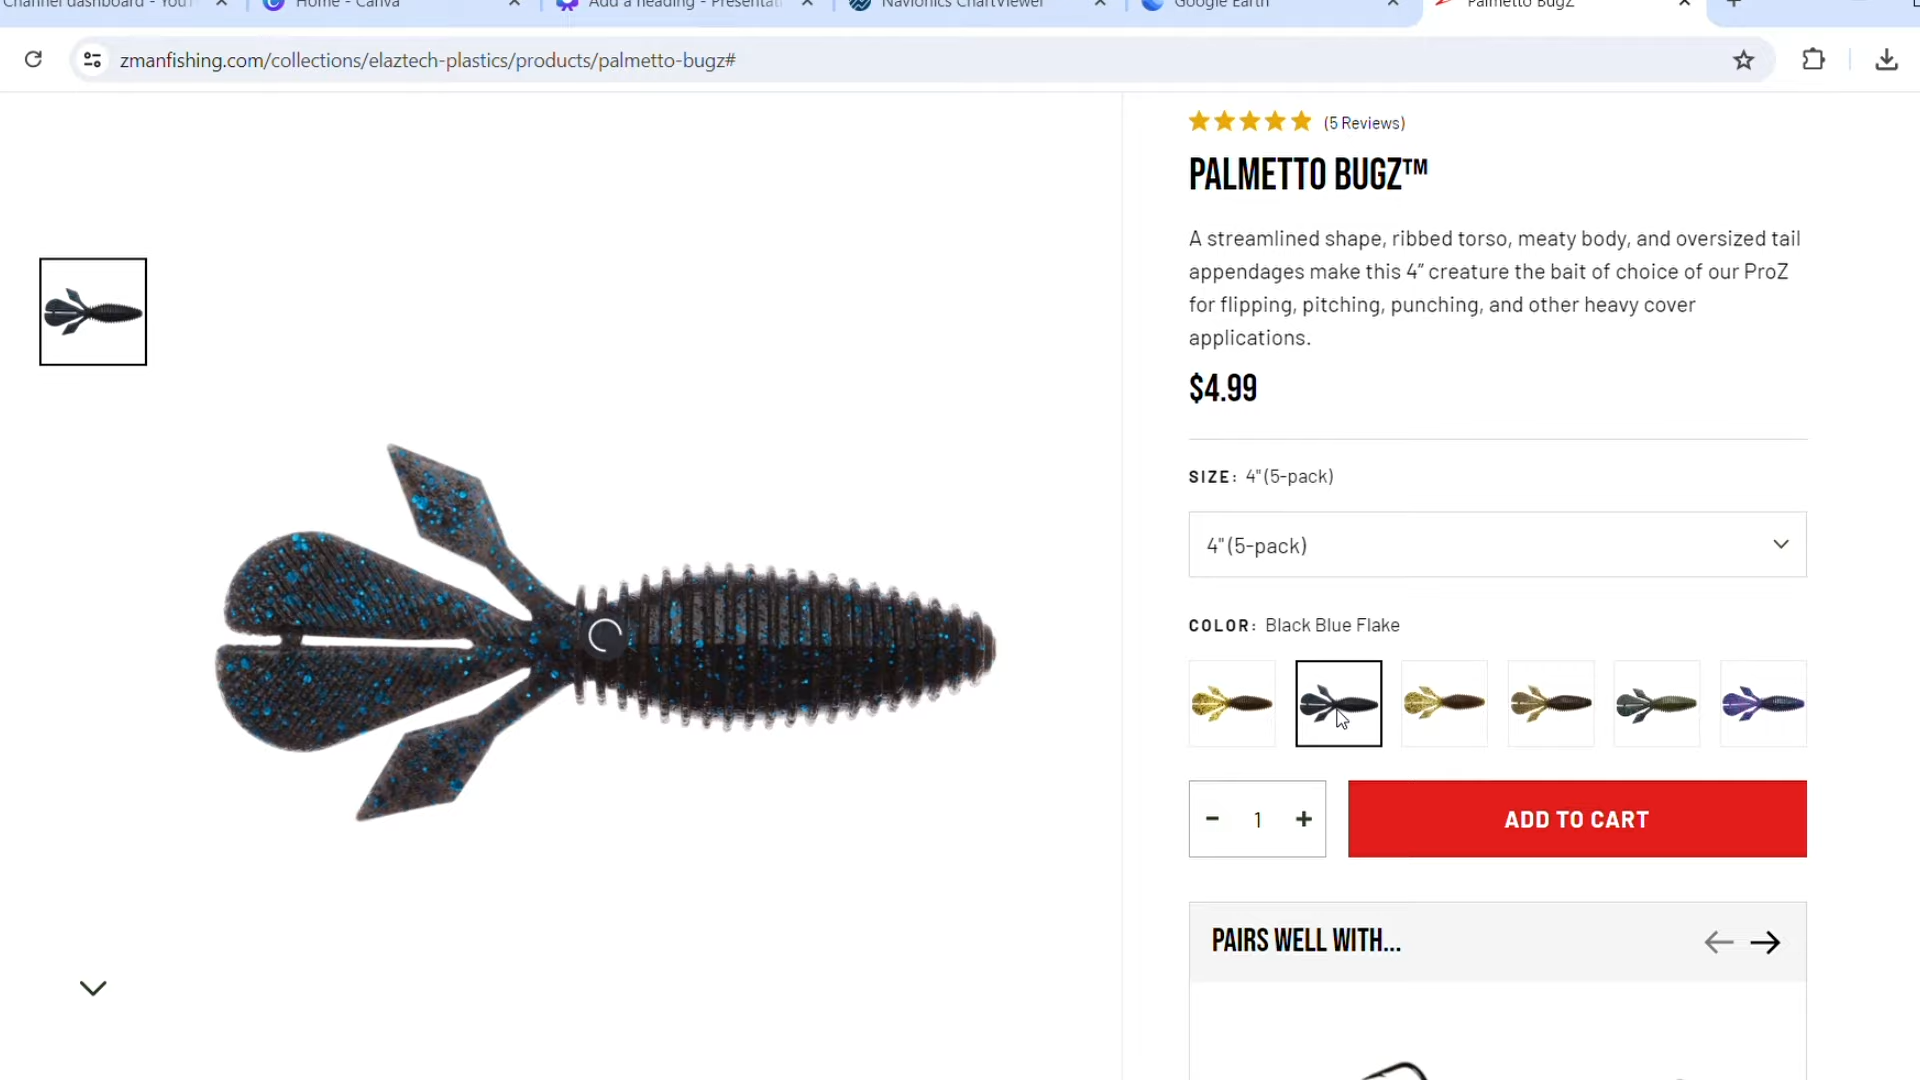 Home - Canva
Add a heading - Presentati
Navionics ChartViewer
Google Earth
Palmetto BugZ
zmanfishing.com/collections/elaztech-plastics/products/palmetto-bugz#
(5 Reviews)
PALMETTO BUGZ™
A streamlined shape, ribbed torso, meaty body, and oversized tail
appendages make this 4” creature the bait of choice of our ProZ
for flipping, pitching, punching, and other heavy cover
applications.
$4.99
SIZE: 4"(5-pack)
4"(5-pack)
COLOR: Black Blue Flake
- 1 +
ADD TO CART
PAIRS WELL WITH...